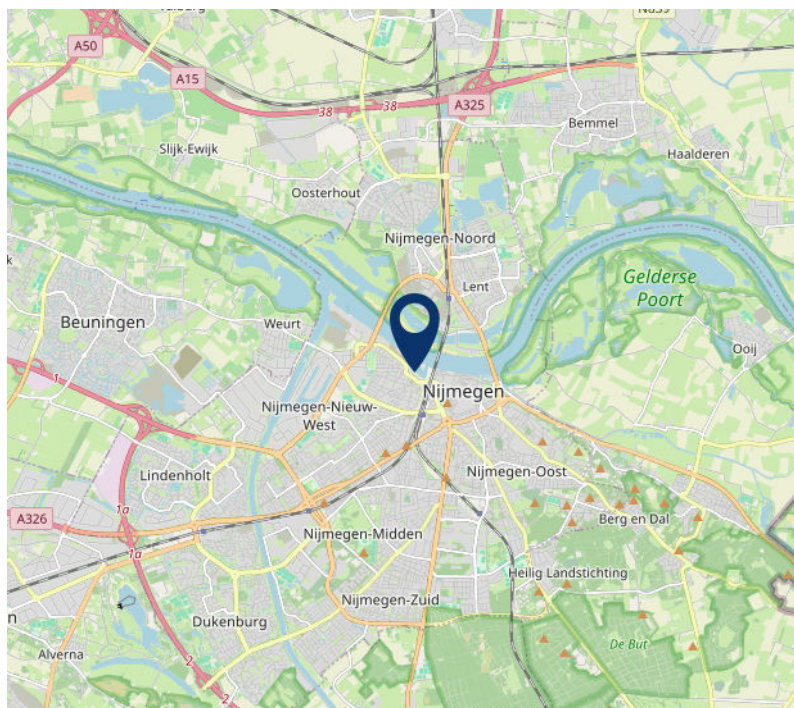 A50
A15
38
38
A325
Bemmel
Slijk-Ewijk
Haalderen
Oosterhout
Nijmegen-Noord
Lent
Gelderse
Poort
Beuningen
Weurt
Ooij
1
Nijmegen
Nijmegen-Nieuw-
West
Nijmegen-Oost
Lindenholt
1a
A326
Berg en Dal
1a
Nijmegen-Midden
Heilig Landstichting
Nijmegen-Zuid
Dukenburg
De But
Alverna
2
2